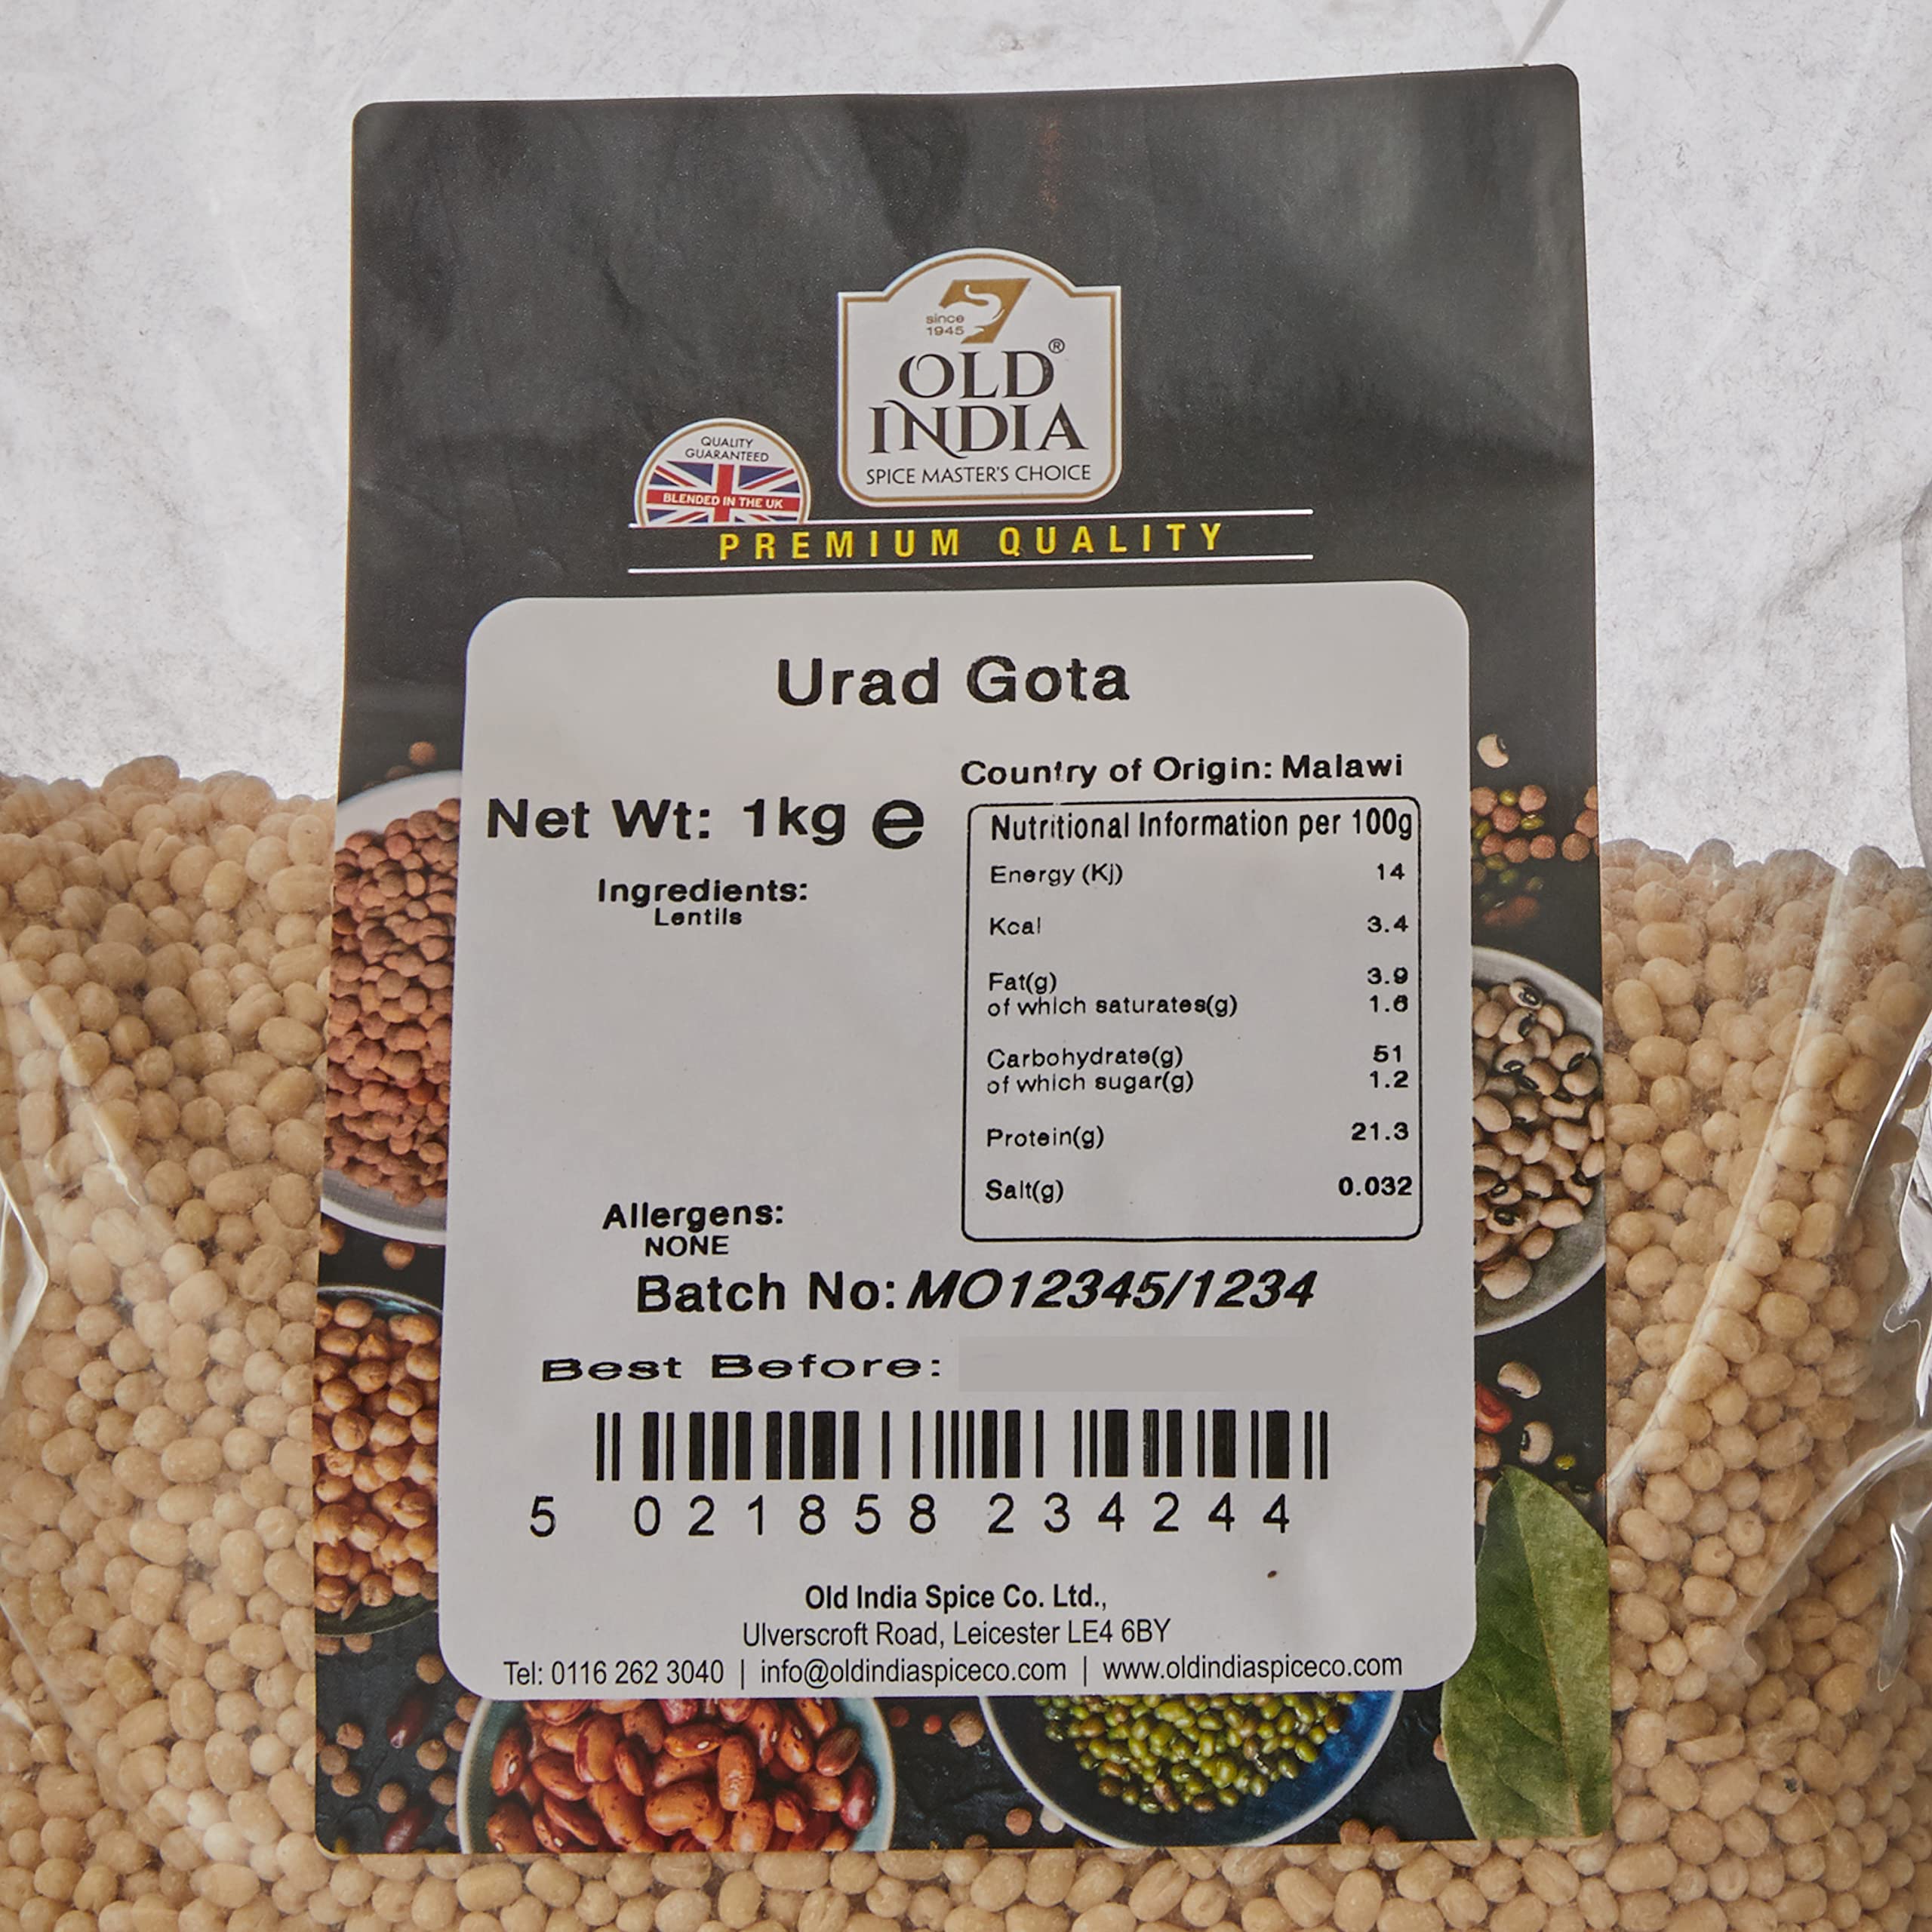 since
1945
OLD®
INDIA
SPICE MASTER'S CHOICE
QUALITY
GUARANTEED
BLENDED IN THE UK
PREMIUM QUALITY
Urad Gota
Country of Origin: Malawi
Net Wt: 1kg e
Ingredients:
Lentils
Nutritional Information per 100g
Energy (Kj) 14
Kcal 3.4
Fat(g) 3.9
of which saturates(g) 1.6
Carbohydrate(g) 51
of which sugar(g) 1.2
Protein(g) 21.3
Salt(g) 0.032
Allergens:
NONE
Batch No: MO12345/1234
Best Before:
5 021858 234244
Old India Spice Co. Ltd.,
Ulverscroft Road, Leicester LE4 6BY
Tel: 0116 262 3040 | info@oldindiaspiceco.com | www.oldindiaspiceco.com